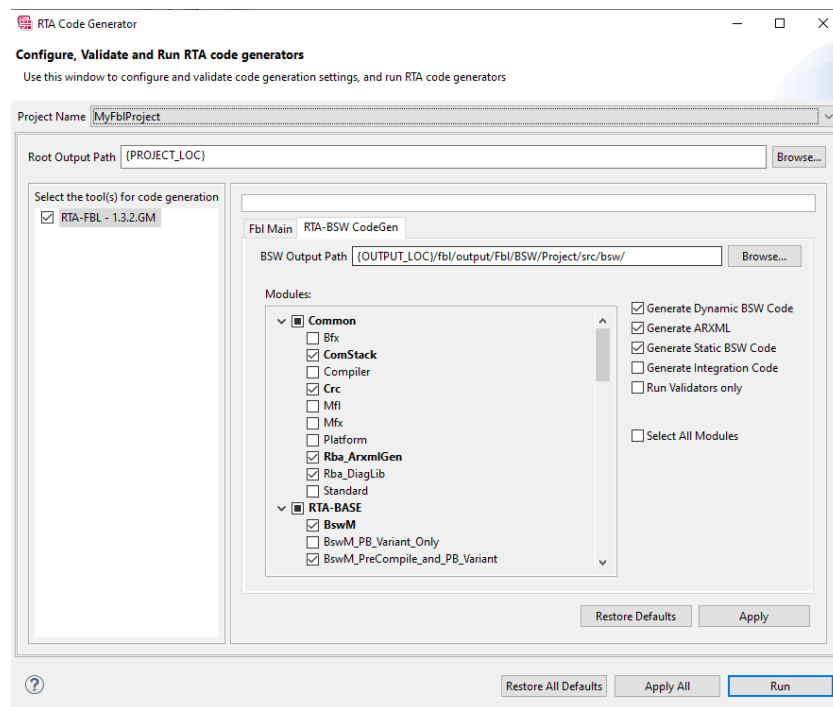 RTA Code Generator
Configure, Validate and Run RTA code generators
Use this window to configure and validate code generation settings, and run RTA code generators
Project Name MyFblProject
Root Output Path {PROJECT_LOC} Browse...
Select the tool(s) for code generation
RTA-FBL - 1.3.2.GM
Fbl Main RTA-BSW CodeGen
BSW Output Path {OUTPUT_LOC}/fbl/output/Fbl/BSW/Project/src/bsw/ Browse...
Modules:
Common
Bfx
ComStack
Compiler
Crc
Mfl
Mfx
Platform
Rba_ArxmlGen
Rba_DiagLib
Standard
RTA-BASE
BswM
BswM_PB_Variant_Only
BswM_PreCompile_and_PB_Variant
Generate Dynamic BSW Code
Generate ARXML
Generate Static BSW Code
Generate Integration Code
Run Validators only
Select All Modules
Restore Defaults Apply
? Restore All Defaults Apply All Run